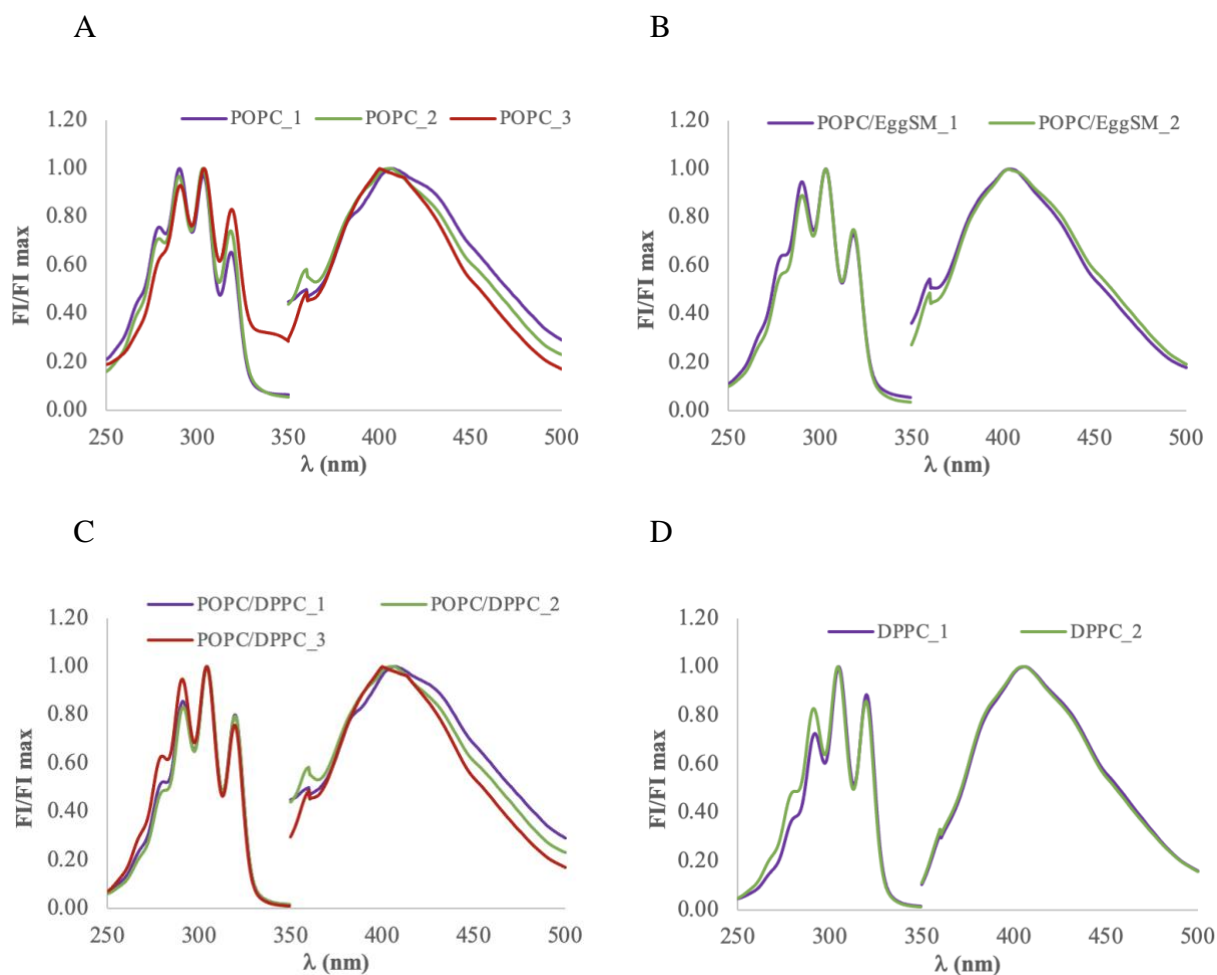 A
B
POPC_1 POPC_2 POPC_3
POPC/EggSM_1 POPC/EggSM_2
FI/FI max
1.20
1.00
0.80
0.60
0.40
0.20
0.00
250 300 350 400 450 500
λ (nm)
FI/FI max
1.20
1.00
0.80
0.60
0.40
0.20
0.00
250 300 350 400 450 500
λ (nm)
C
D
POPC/DPPC_1 POPC/DPPC_2
POPC/DPPC_3
DPPC_1 DPPC_2
FI/FI max
1.20
1.00
0.80
0.60
0.40
0.20
0.00
250 300 350 400 450 500
λ (nm)
FI/FI max
1.20
1.00
0.80
0.60
0.40
0.20
0.00
250 300 350 400 450 500
λ (nm)